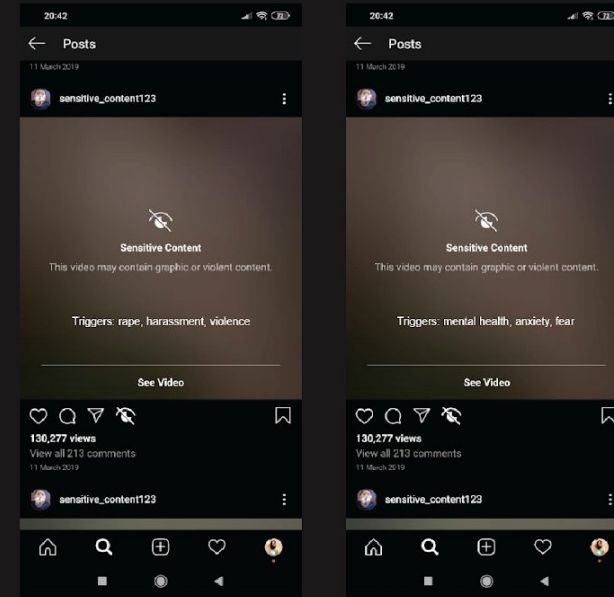 20:42
72
Posts
11 March 2019
sensitive_content123
Sensitive Content
This video may contain graphic or violent content.
Triggers: rape, harassment, violence
See Video
130,277 views
View all 213 comments
11 March 2019
sensitive_content123
20:42
72
Posts
11 March 2019
sensitive_content123
Sensitive Content
This video may contain graphic or violent content.
Triggers: mental health, anxiety, fear
See Video
130,277 views
View all 213 comments
11 March 2019
sensitive_content123